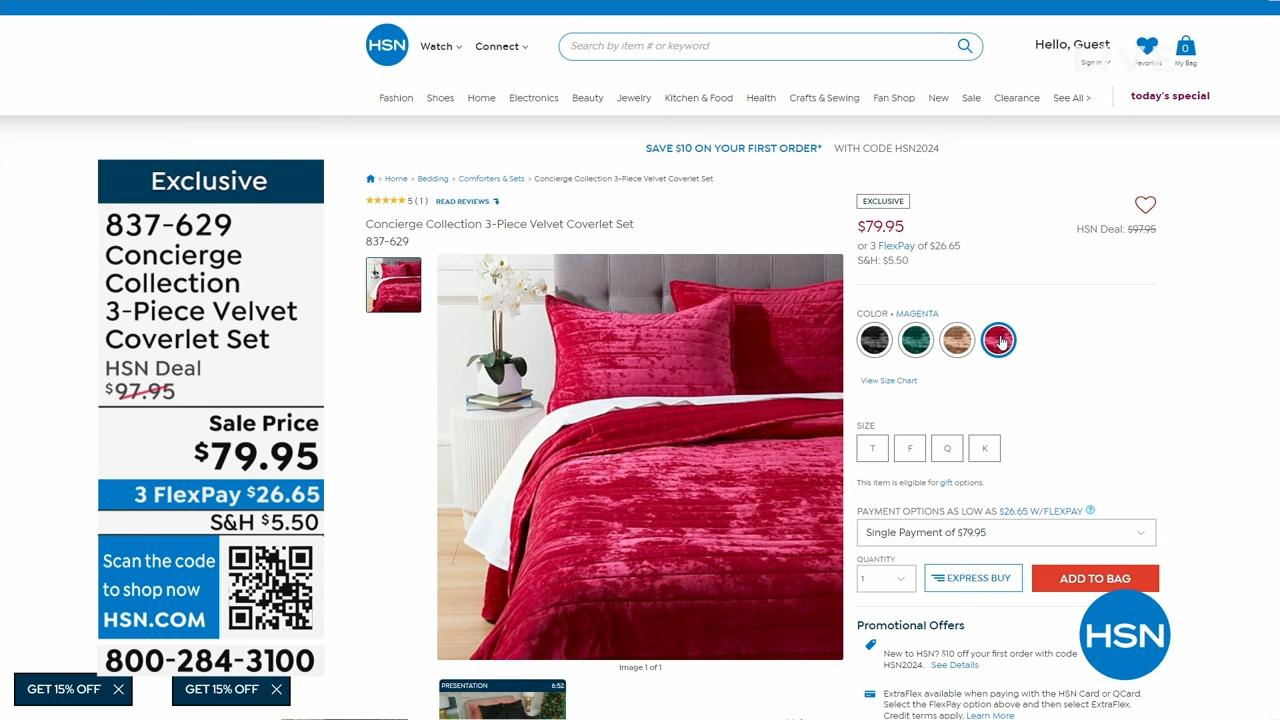 HSN
Watch
Connect
Search by item # or keyword
Hello, Guest
Sign In
Favorites
0
My Bag
Fashion
Shoes
Home
Electronics
Beauty
Jewelry
Kitchen & Food
Health
Crafts & Sewing
Fan Shop
New
Sale
Clearance
See All >
today's special
SAVE $10 ON YOUR FIRST ORDER* WITH CODE HSN2024
Exclusive
837-629
Concierge
Collection
3-Piece Velvet
Coverlet Set
HSN Deal
$97.95
Sale Price
$79.95
3 FlexPay $26.65
S&H $5.50
Scan the code
to shop now
HSN.COM
800-284-3100
GET 15% OFF
GET 15% OFF
> Home > Bedding > Comforters & Sets > Concierge Collection 3-Piece Velvet Coverlet Set
5 ( 1 ) READ REVIEWS
Concierge Collection 3-Piece Velvet Coverlet Set
837-629
Image 1 of 1
PRESENTATION 6:52
EXCLUSIVE
$79.95
HSN Deal: $97.95
or 3 FlexPay of $26.65
S&H: $5.50
COLOR • MAGENTA
View Size Chart
SIZE
T F Q K
This item is eligible for gift options.
PAYMENT OPTIONS AS LOW AS $26.65 W/FLEXPAY
Single Payment of $79.95
QUANTITY
1
EXPRESS BUY
ADD TO BAG
Promotional Offers
New to HSN? $10 off your first order with code
HSN2024. See Details
ExtraFlex available when paying with the HSN Card or QCard.
Select the FlexPay option above and then select ExtraFlex.
Credit terms apply. Learn More
HSN